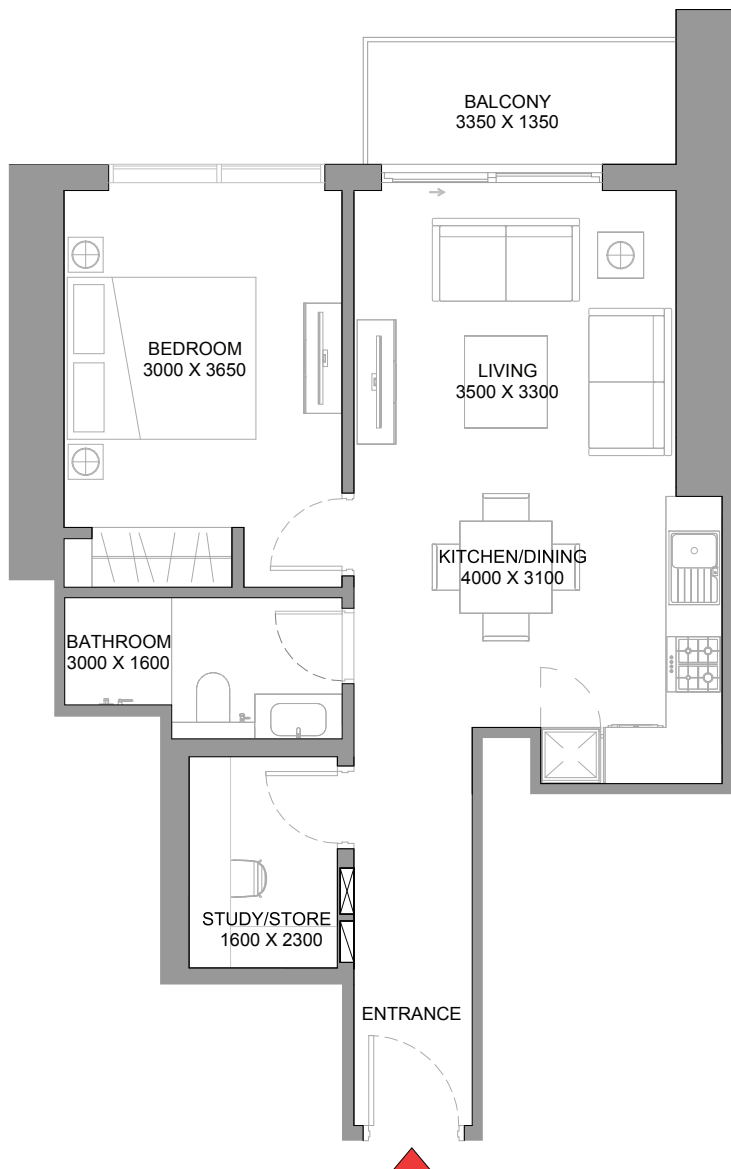 BALCONY
3350 X 1350
BEDROOM
3000 X 3650
LIVING
3500 X 3300
KITCHEN/DINING
4000 X 3100
BATHROOM
3000 X 1600
STUDY/STORE
1600 X 2300
ENTRANCE